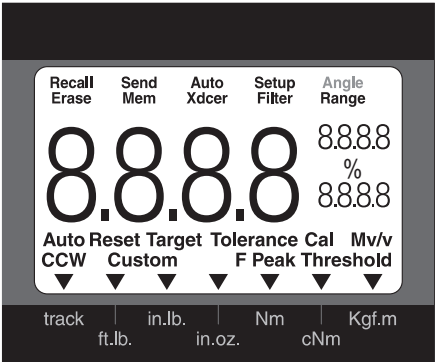 Recall Send Auto Setup Angle
Erase Mem Xdcer Filter Range
8.8.8.8
8.8.8.8
%
8.8.8.8
Auto Reset Target Tolerance Cal Mv/v
CCW Custom F Peak Threshold
track in.lb. Nm Kgf.m
ft.lb. in.oz. cNm